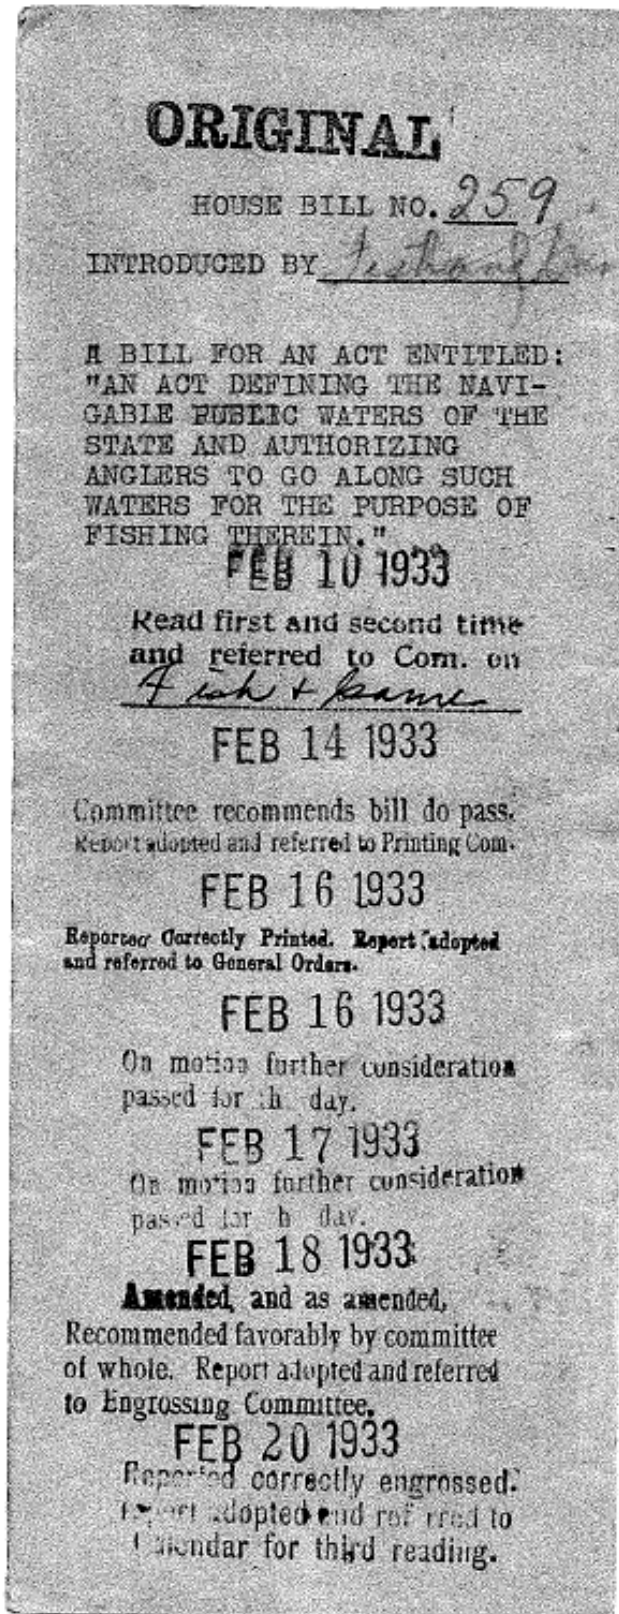 ORIGINAL
HOUSE BILL NO. 259
INTRODUCED BY
A BILL FOR AN ACT ENTITLED:
"AN ACT DEFINING THE NAVI-
GABLE PUBLIC WATERS OF THE
STATE AND AUTHORIZING
ANGLERS TO GO ALONG SUCH
WATERS FOR THE PURPOSE OF
FISHING THEREIN."
FEB 10 1933
Read first and second time
and referred to Com. on
Fish & Game
FEB 14 1933
Committee recommends bill do pass.
Report adopted and referred to Printing Com.
FEB 16 1933
Reported Correctly Printed. Report adopted
and referred to General Orders.
FEB 16 1933
On motion further consideration
passed for day.
FEB 17 1933
On motion further consideration
passed for day.
FEB 18 1933
Amended, and as amended,
Recommended favorably by committee
of whole. Report adopted and referred
to Engrossing Committee.
FEB 20 1933
Reported correctly engrossed.
Report adopted and referred to
Calendar for third reading.